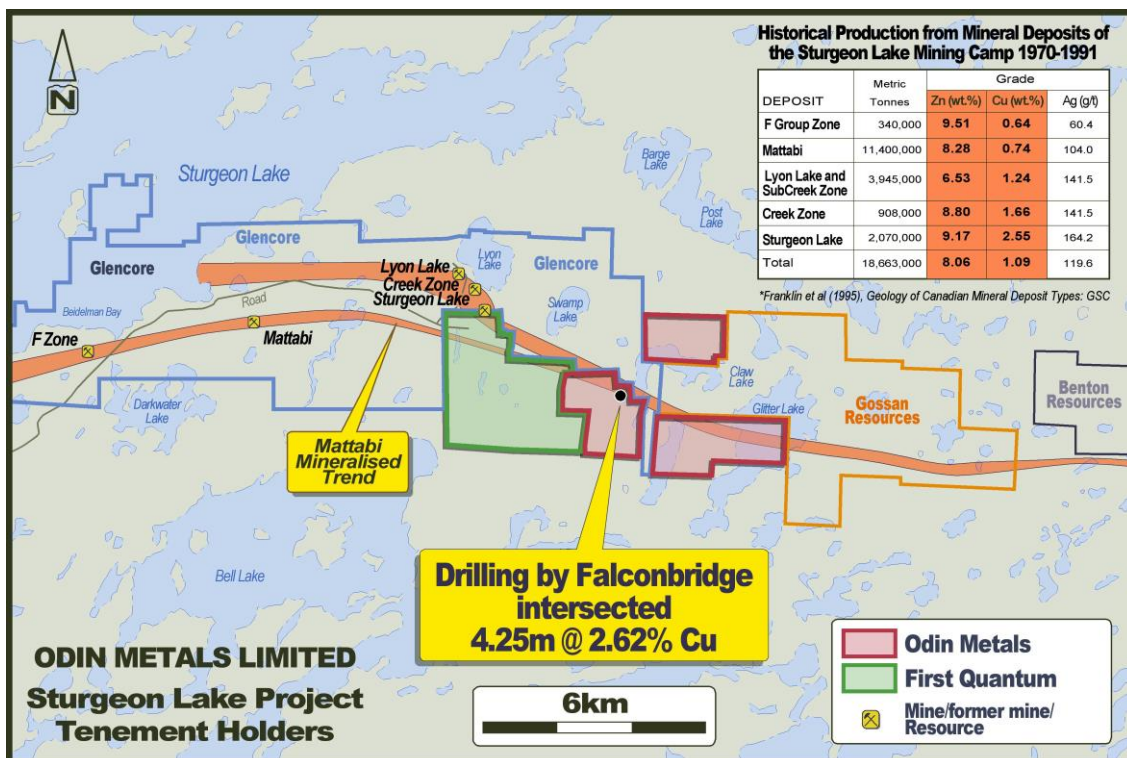 Historical Production from Mineral Deposits of
the Sturgeon Lake Mining Camp 1970-1991
DEPOSIT Metric Tonnes Grade
Zn (wt.%) Cu (wt.%) Ag (g/t)
F Group Zone 340,000 9.51 0.64 60.4
Mattabi 11,400,000 8.28 0.74 104.0
Lyon Lake and
SubCreek Zone 3,945,000 6.53 1.24 141.5
Creek Zone 908,000 8.80 1.66 141.5
Sturgeon Lake 2,070,000 9.17 2.55 164.2
Total 18,663,000 8.06 1.09 119.6
*Franklin et al (1995), Geology of Canadian Mineral Deposit Types: GSC
N
Sturgeon Lake
Barge
Lake
Post
Lake
Glencore
Glencore
Glencore
Lyon
Lake
Lyon Lake
Creek Zone
Sturgeon Lake
Swamp
Lake
Road
Beidelman Bay
F Zone
Mattabi
Darkwater
Lake
Claw
Lake
Glitter Lake
Gossan
Resources
Benton
Resources
Mattabi
Mineralised
Trend
Bell Lake
Drilling by Falconbridge
intersected
4.25m @ 2.62% Cu
ODIN METALS LIMITED
Sturgeon Lake Project
Tenement Holders
6km
Odin Metals
First Quantum
Mine/former mine/
Resource